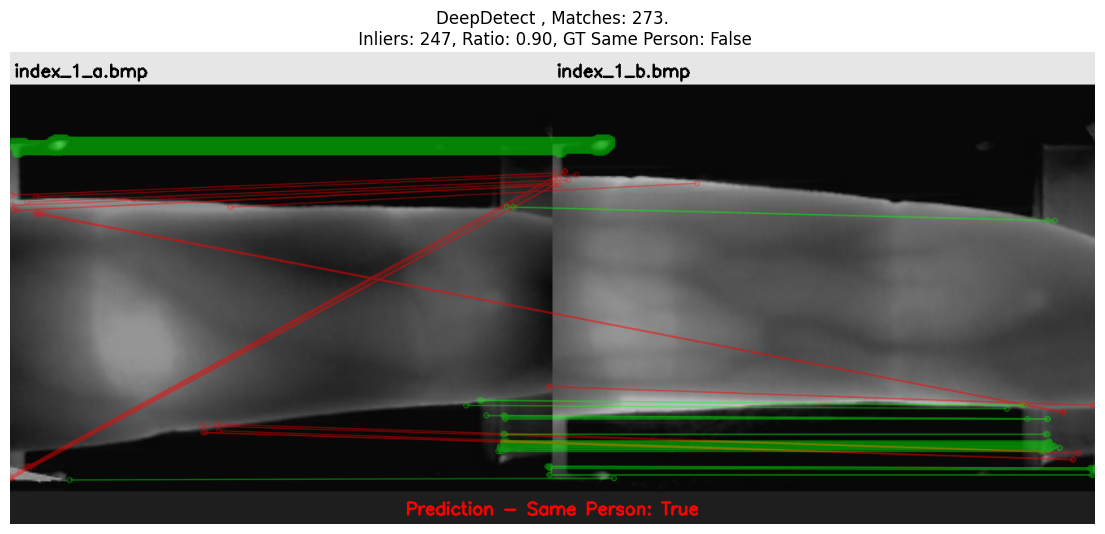 DeepDetect , Matches: 273.
Inliers: 247, Ratio: 0.90, GT Same Person: False
index_1_a.bmp
index_1_b.bmp
Prediction - Same Person: True